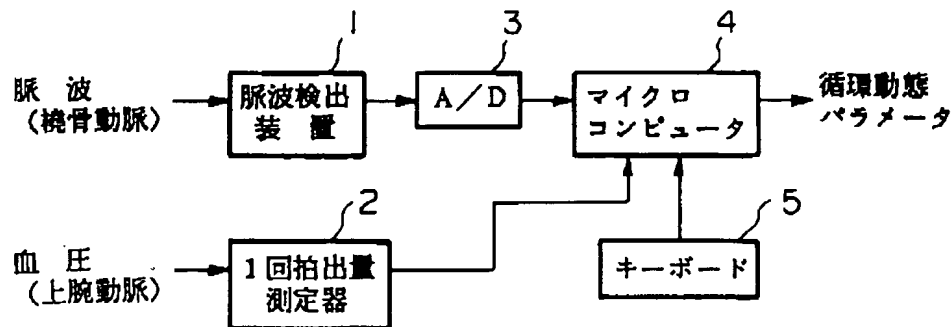 1
3
4
脈 波
(橈骨動脈)
脈波検出
装 置
A/D
マイクロ
コンピュータ
循環動態
パラメータ
2
5
血 圧
(上腕動脈)
1回拍出量
測定器
キーボード